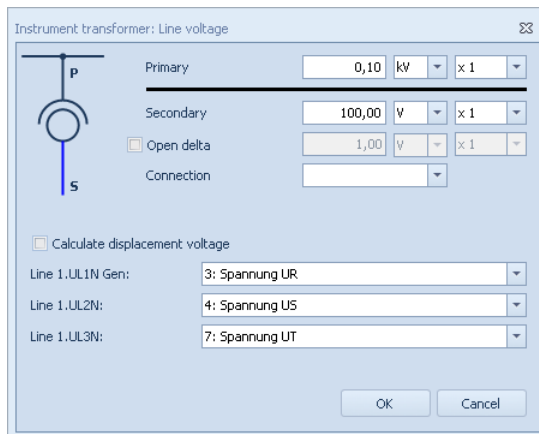 Instrument transformer: Line voltage
P
Primary 0,10 kV x 1
Secondary 100,00 V x 1
Open delta 1,00 V x 1
S
Connection
Calculate displacement voltage
Line 1.UL1N Gen: 3: Spannung UR
Line 1.UL2N: 4: Spannung US
Line 1.UL3N: 7: Spannung UT
OK Cancel